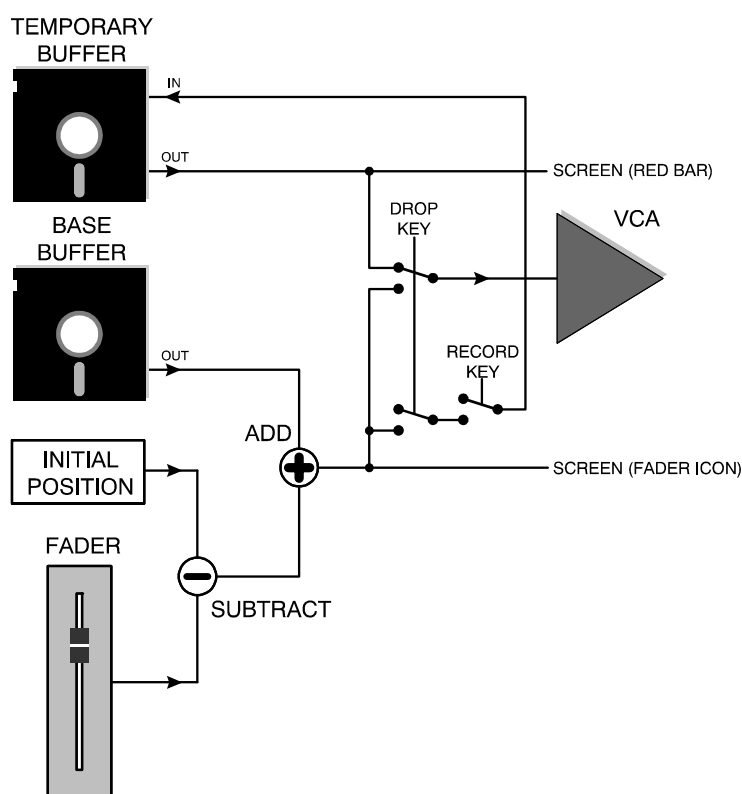 TEMPORARY
BUFFER
IN
OUT
SCREEN (RED BAR)
DROP
KEY
VCA
BASE
BUFFER
OUT
RECORD
KEY
ADD
INITIAL
POSITION
SCREEN (FADER ICON)
FADER
SUBTRACT